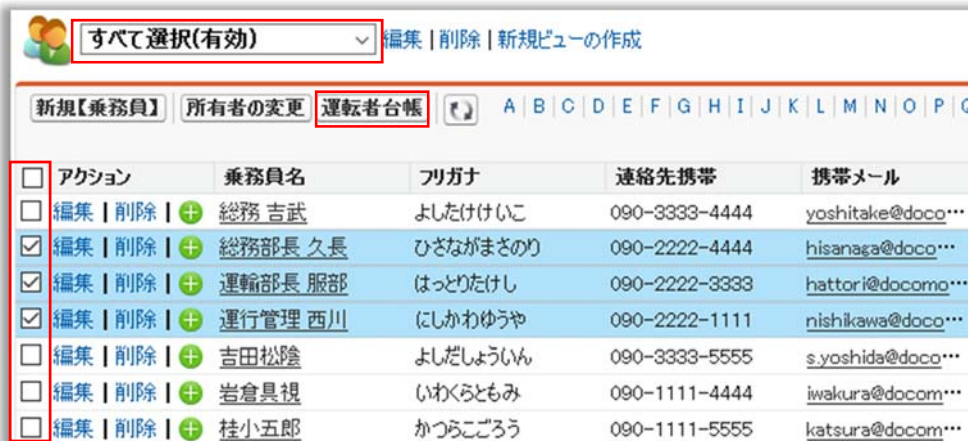 すべて選択(有効) 編集 | 削除 | 新規ビューの作成
新規【乗務員】 所有者の変更 運転者台帳 A | B | C | D | E | F | G | H | I | J | K | L | M | N | O | P |
アクション 乗務員名 フリガナ 連絡先携帯 携帯メール
編集 | 削除 | 総務 吉武 よしたけけいこ 090-3333-4444 yoshitake@doco…
編集 | 削除 | 総務部長 久長 ひさながまさのり 090-2222-4444 hisanaga@doco…
編集 | 削除 | 運輸部長 服部 はっとりたけし 090-2222-3333 hattori@docomo…
編集 | 削除 | 運行管理 西川 にしかわゆうや 090-2222-1111 nishikawa@doco…
編集 | 削除 | 吉田松陰 よしだしょういん 090-3333-5555 s.yoshida@doco…
編集 | 削除 | 岩倉具視 いわくらともみ 090-1111-4444 iwakura@docom…
編集 | 削除 | 桂小五郎 かつらこごろう 090-1111-5555 katsura@docom…